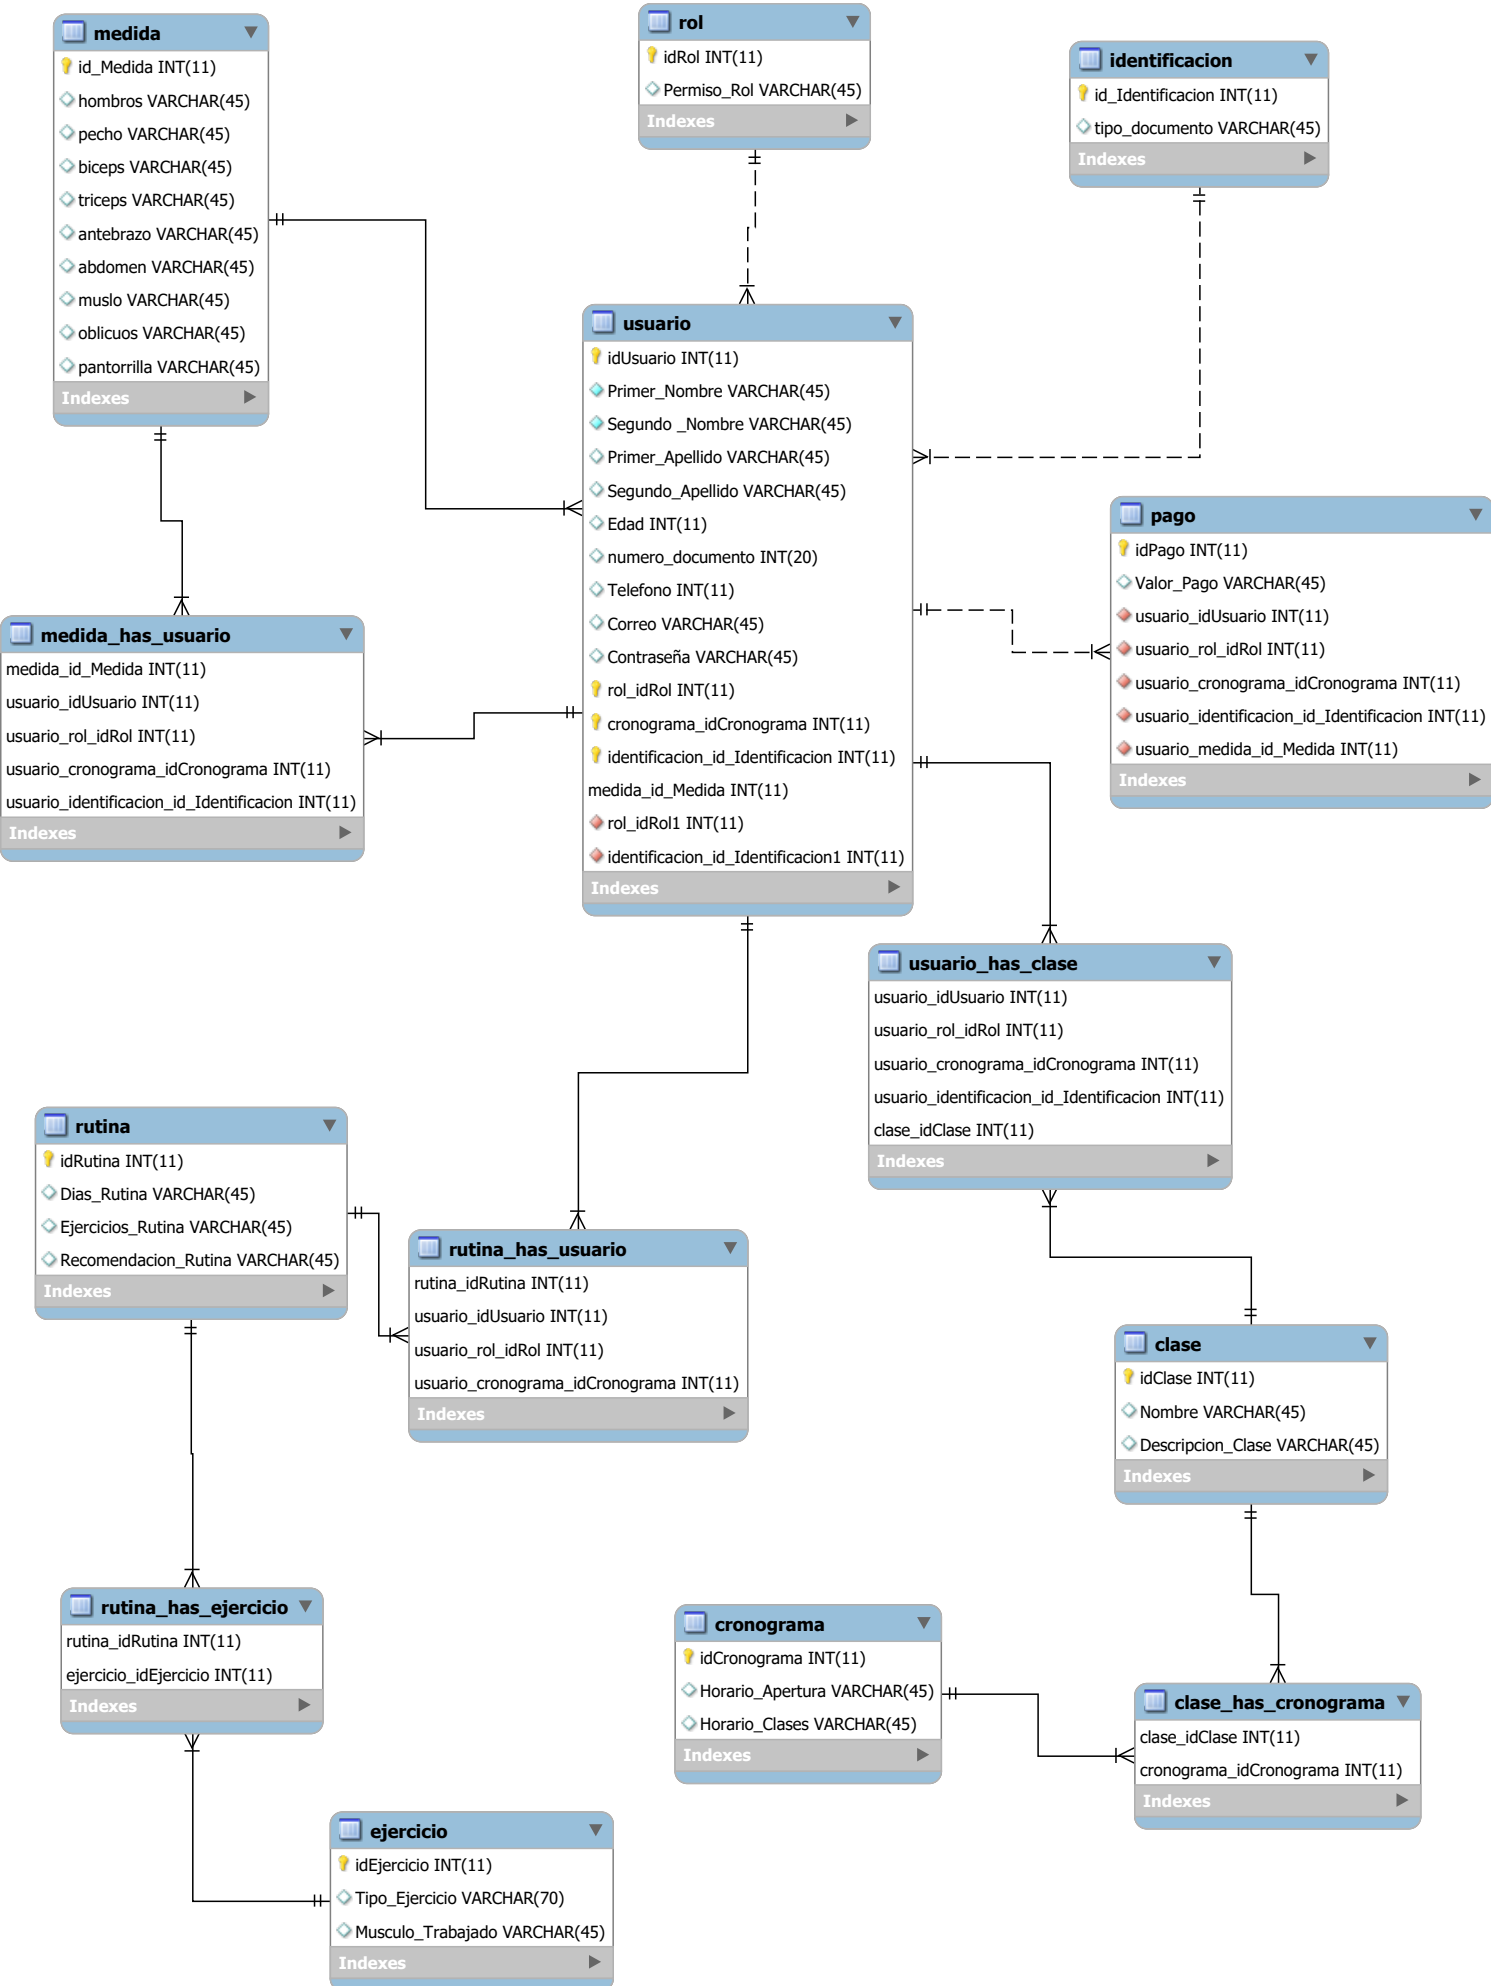 medida
id_Medida INT(11)
hombros VARCHAR(45)
pecho VARCHAR(45)
biceps VARCHAR(45)
triceps VARCHAR(45)
antebrazo VARCHAR(45)
abdomen VARCHAR(45)
muslo VARCHAR(45)
oblicuos VARCHAR(45)
pantorrilla VARCHAR(45)
Indexes
rol
idRol INT(11)
Permiso_Rol VARCHAR(45)
Indexes
identificacion
id_Identificacion INT(11)
tipo_documento VARCHAR(45)
Indexes
usuario
idUsuario INT(11)
Primer_Nombre VARCHAR(45)
Segundo _Nombre VARCHAR(45)
Primer_Apellido VARCHAR(45)
Segundo_Apellido VARCHAR(45)
Edad INT(11)
numero_documento INT(20)
Telefono INT(11)
Correo VARCHAR(45)
Contraseña VARCHAR(45)
rol_idRol INT(11)
cronograma_idCronograma INT(11)
identificacion_id_Identificacion INT(11)
medida_id_Medida INT(11)
rol_idRol1 INT(11)
identificacion_id_Identificacion1 INT(11)
Indexes
pago
idPago INT(11)
Valor_Pago VARCHAR(45)
usuario_idUsuario INT(11)
usuario_rol_idRol INT(11)
usuario_cronograma_idCronograma INT(11)
usuario_identificacion_id_Identificacion INT(11)
usuario_medida_id_Medida INT(11)
Indexes
medida_has_usuario
medida_id_Medida INT(11)
usuario_idUsuario INT(11)
usuario_rol_idRol INT(11)
usuario_cronograma_idCronograma INT(11)
usuario_identificacion_id_Identificacion INT(11)
Indexes
usuario_has_clase
usuario_idUsuario INT(11)
usuario_rol_idRol INT(11)
usuario_cronograma_idCronograma INT(11)
usuario_identificacion_id_Identificacion INT(11)
clase_idClase INT(11)
Indexes
rutina
idRutina INT(11)
Dias_Rutina VARCHAR(45)
Ejercicios_Rutina VARCHAR(45)
Recomendacion_Rutina VARCHAR(45)
Indexes
rutina_has_usuario
rutina_idRutina INT(11)
usuario_idUsuario INT(11)
usuario_rol_idRol INT(11)
usuario_cronograma_idCronograma INT(11)
Indexes
clase
idClase INT(11)
Nombre VARCHAR(45)
Descripcion_Clase VARCHAR(45)
Indexes
rutina_has_ejercicio
rutina_idRutina INT(11)
ejercicio_idEjercicio INT(11)
Indexes
cronograma
idCronograma INT(11)
Horario_Apertura VARCHAR(45)
Horario_Clases VARCHAR(45)
Indexes
clase_has_cronograma
clase_idClase INT(11)
cronograma_idCronograma INT(11)
Indexes
ejercicio
idEjercicio INT(11)
Tipo_Ejercicio VARCHAR(70)
Musculo_Trabajado VARCHAR(45)
Indexes